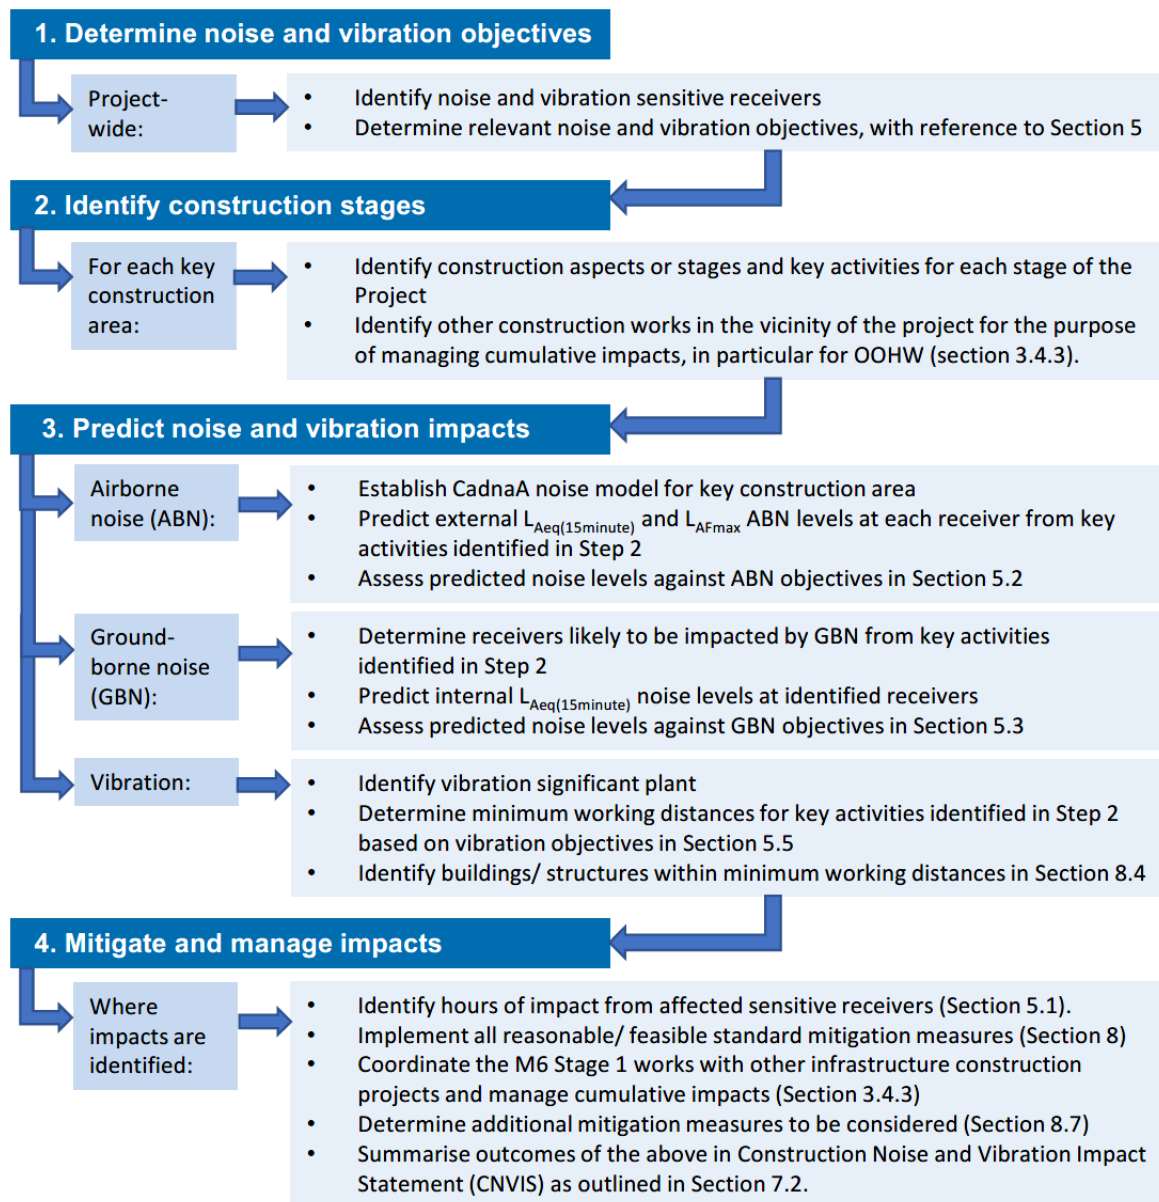 1. Determine noise and vibration objectives
Project-
wide:
• Identify noise and vibration sensitive receivers
• Determine relevant noise and vibration objectives, with reference to Section 5
2. Identify construction stages
For each key
construction
area:
• Identify construction aspects or stages and key activities for each stage of the
Project
• Identify other construction works in the vicinity of the project for the purpose
of managing cumulative impacts, in particular for OOHW (section 3.4.3).
3. Predict noise and vibration impacts
Airborne
noise (ABN):
• Establish CadnaA noise model for key construction area
• Predict external LAeq(15minute) and LAFmax ABN levels at each receiver from key
activities identified in Step 2
• Assess predicted noise levels against ABN objectives in Section 5.2
Ground-
borne noise
(GBN):
• Determine receivers likely to be impacted by GBN from key activities
identified in Step 2
• Predict internal LAeq(15minute) noise levels at identified receivers
• Assess predicted noise levels against GBN objectives in Section 5.3
Vibration:
• Identify vibration significant plant
• Determine minimum working distances for key activities identified in Step 2
based on vibration objectives in Section 5.5
• Identify buildings/ structures within minimum working distances in Section 8.4
4. Mitigate and manage impacts
Where
impacts are
identified:
• Identify hours of impact from affected sensitive receivers (Section 5.1).
• Implement all reasonable/ feasible standard mitigation measures (Section 8)
• Coordinate the M6 Stage 1 works with other infrastructure construction
projects and manage cumulative impacts (Section 3.4.3)
• Determine additional mitigation measures to be considered (Section 8.7)
• Summarise outcomes of the above in Construction Noise and Vibration Impact
Statement (CNVIS) as outlined in Section 7.2.